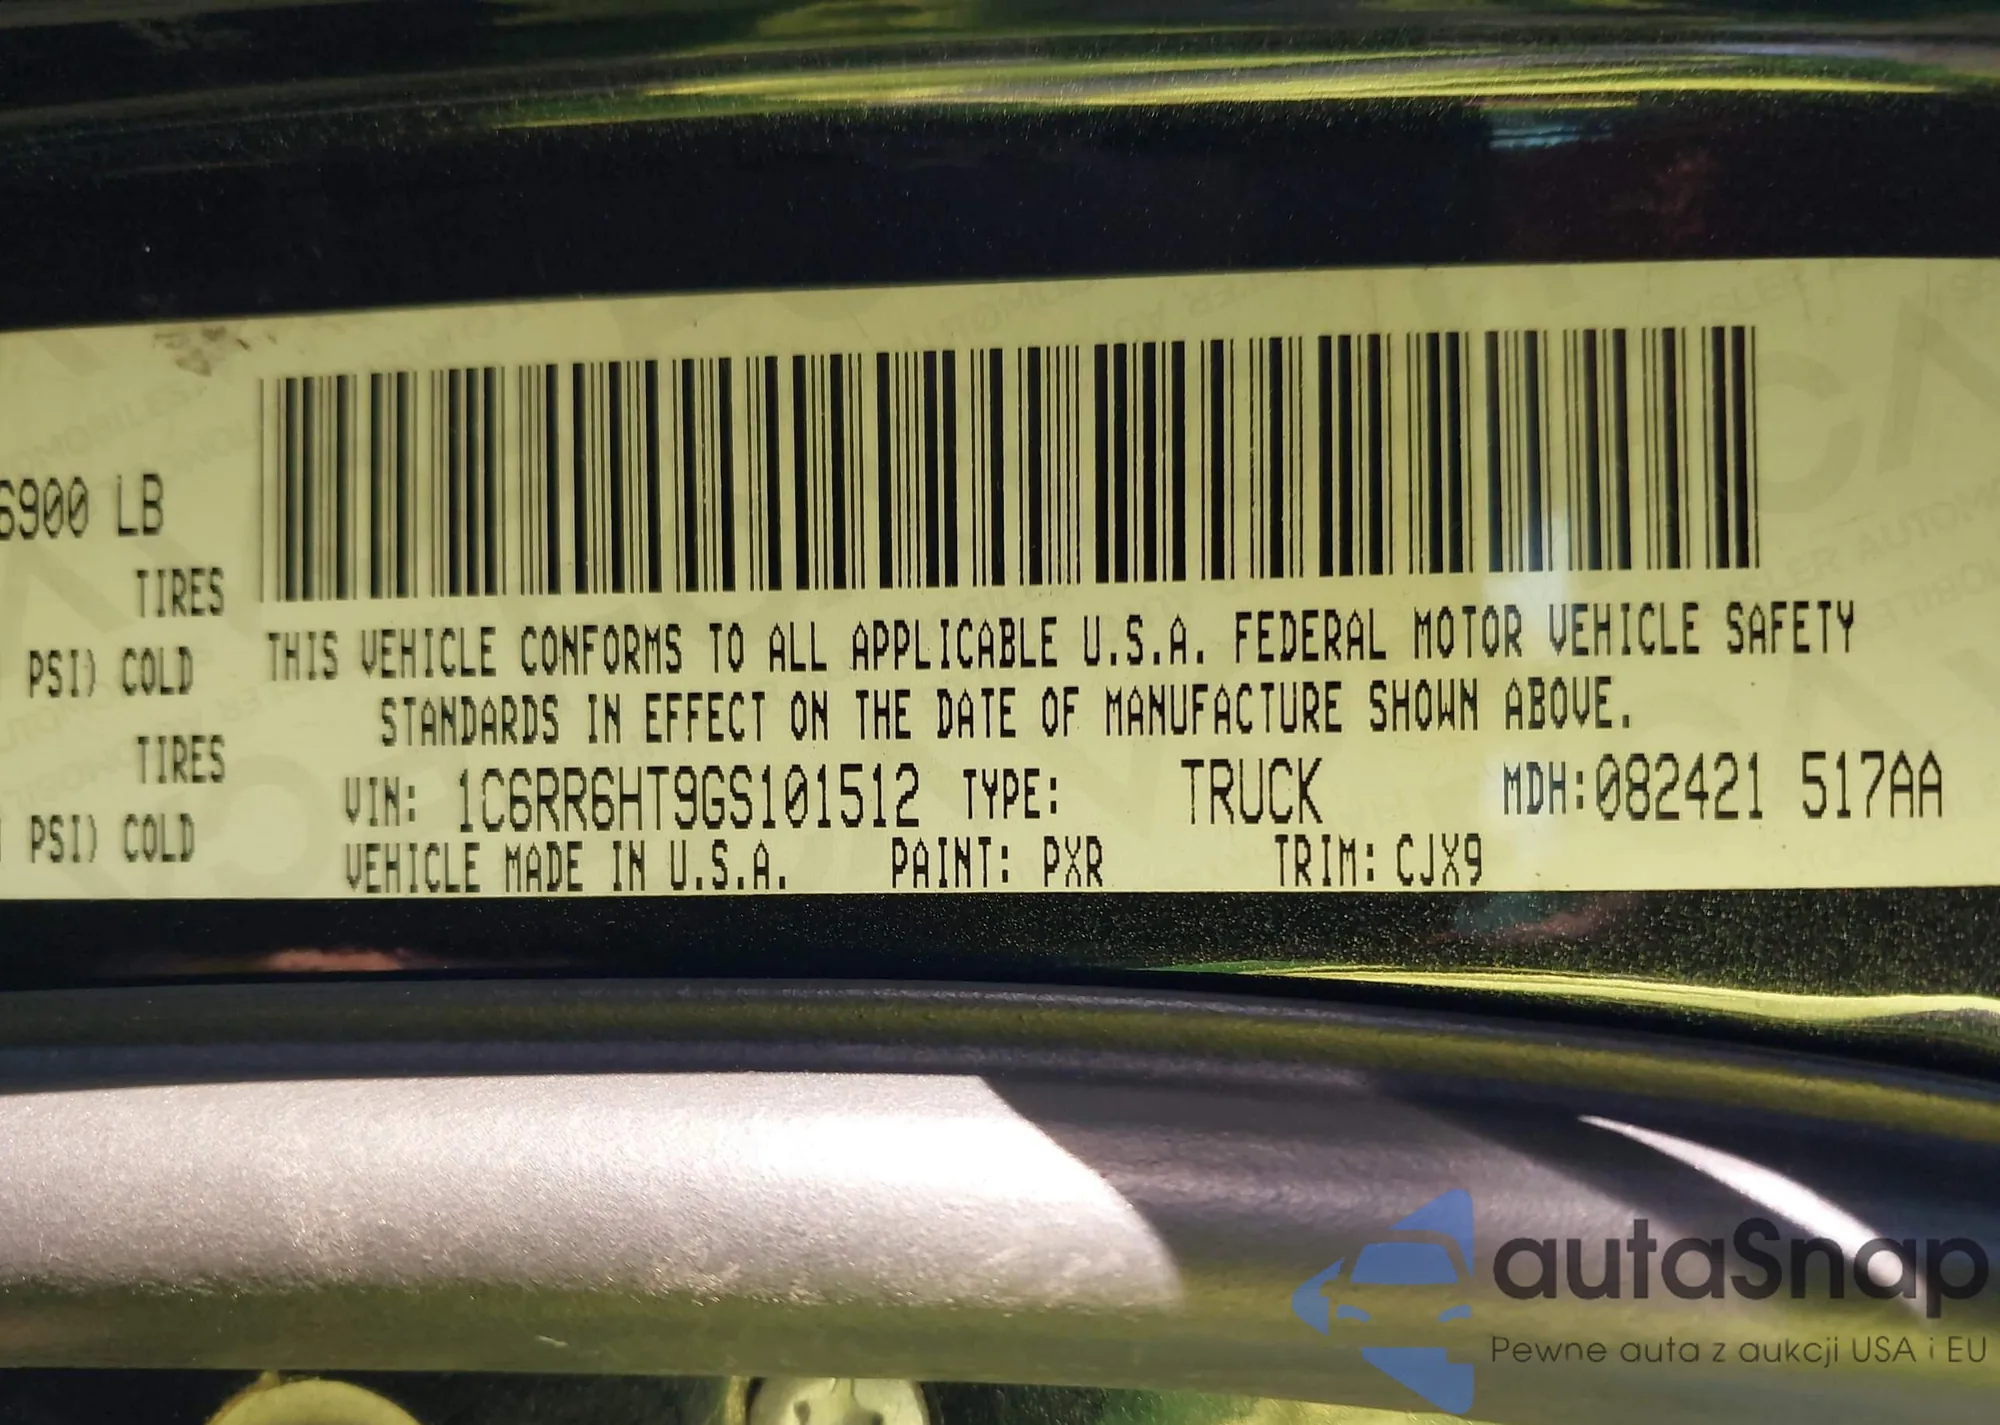 6900 LB
TIRES
PSI) COLD
TIRES
PSI) COLD
THIS VEHICLE CONFORMS TO ALL APPLICABLE U.S.A. FEDERAL MOTOR VEHICLE SAFETY
STANDARDS IN EFFECT ON THE DATE OF MANUFACTURE SHOWN ABOVE.
VIN: 1C6RR6HT9GS101512 TYPE: TRUCK MDH:082421 517AA
VEHICLE MADE IN U.S.A. PAINT: PXR TRIM: CJX9
autaSnap
Pewne auta z aukcji USA i EU